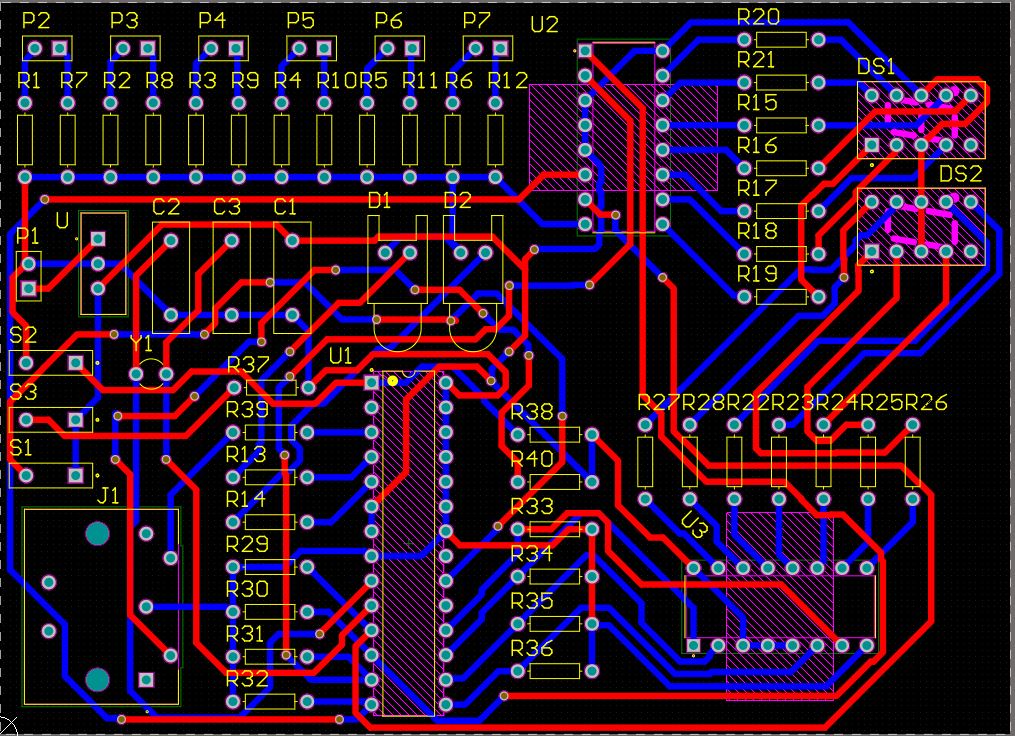 P2 P3 P4 P5 P6 P7 U2 R20
R21
DS1
R1 R7 R2 R8 R3 R9 R4 R10 R5 R11 R6 R12
R15
R16
R17
DS2
D1 D2
U C2 C3 C1
P1
R18
R19
S2 Y1
U1
R37
S3
R39
R38
R27 R28 R22 R23 R24 R25 R26
S1
R13
R40
J1
R14
R33
U3
R29
R34
R30
R35
R31
R36
R32